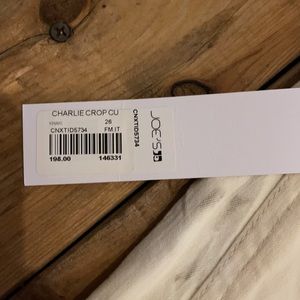 CHARLIE CROP CU
KHAKI 26
CNXTID5734 FM.IT
198.00 146331
CNXTID5734
JOE'S